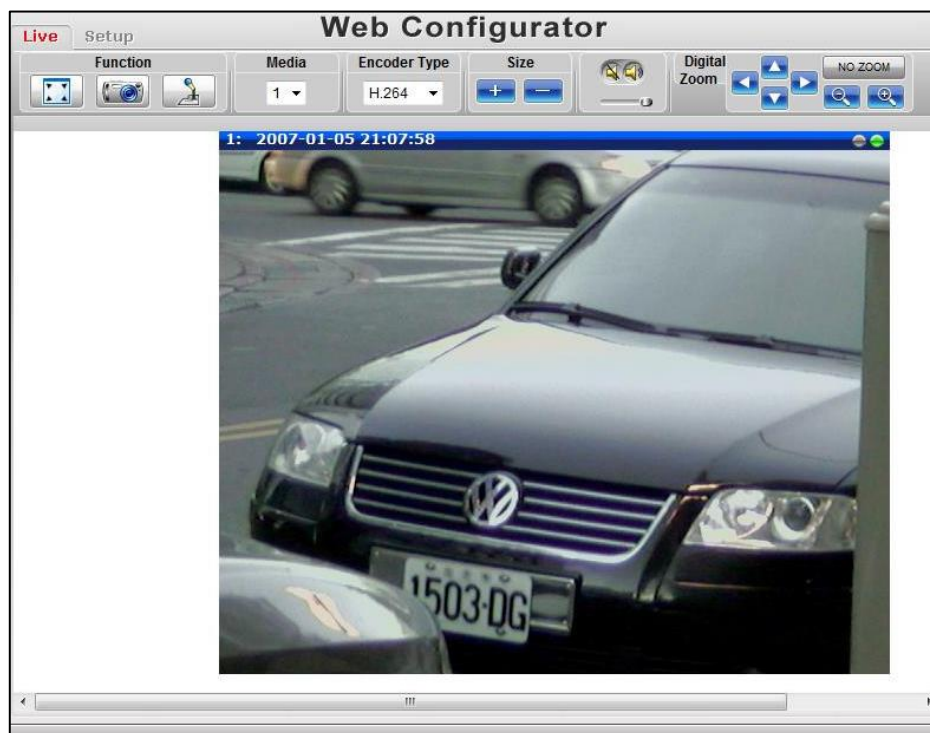 Web Configurator
Live Setup
Function Media Encoder Type Size Digital Zoom NO ZOOM
1 H.264
1: 2007-01-05 21:07:58
VW
1503-DG